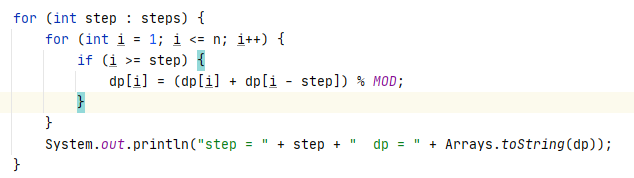 for (int step : steps) {
    for (int i = 1; i <= n; i++) {
        if (i >= step) {
            dp[i] = (dp[i] + dp[i - step]) % MOD;
        }
    }
    System.out.println("step = " + step + "  dp = " + Arrays.toString(dp));
}